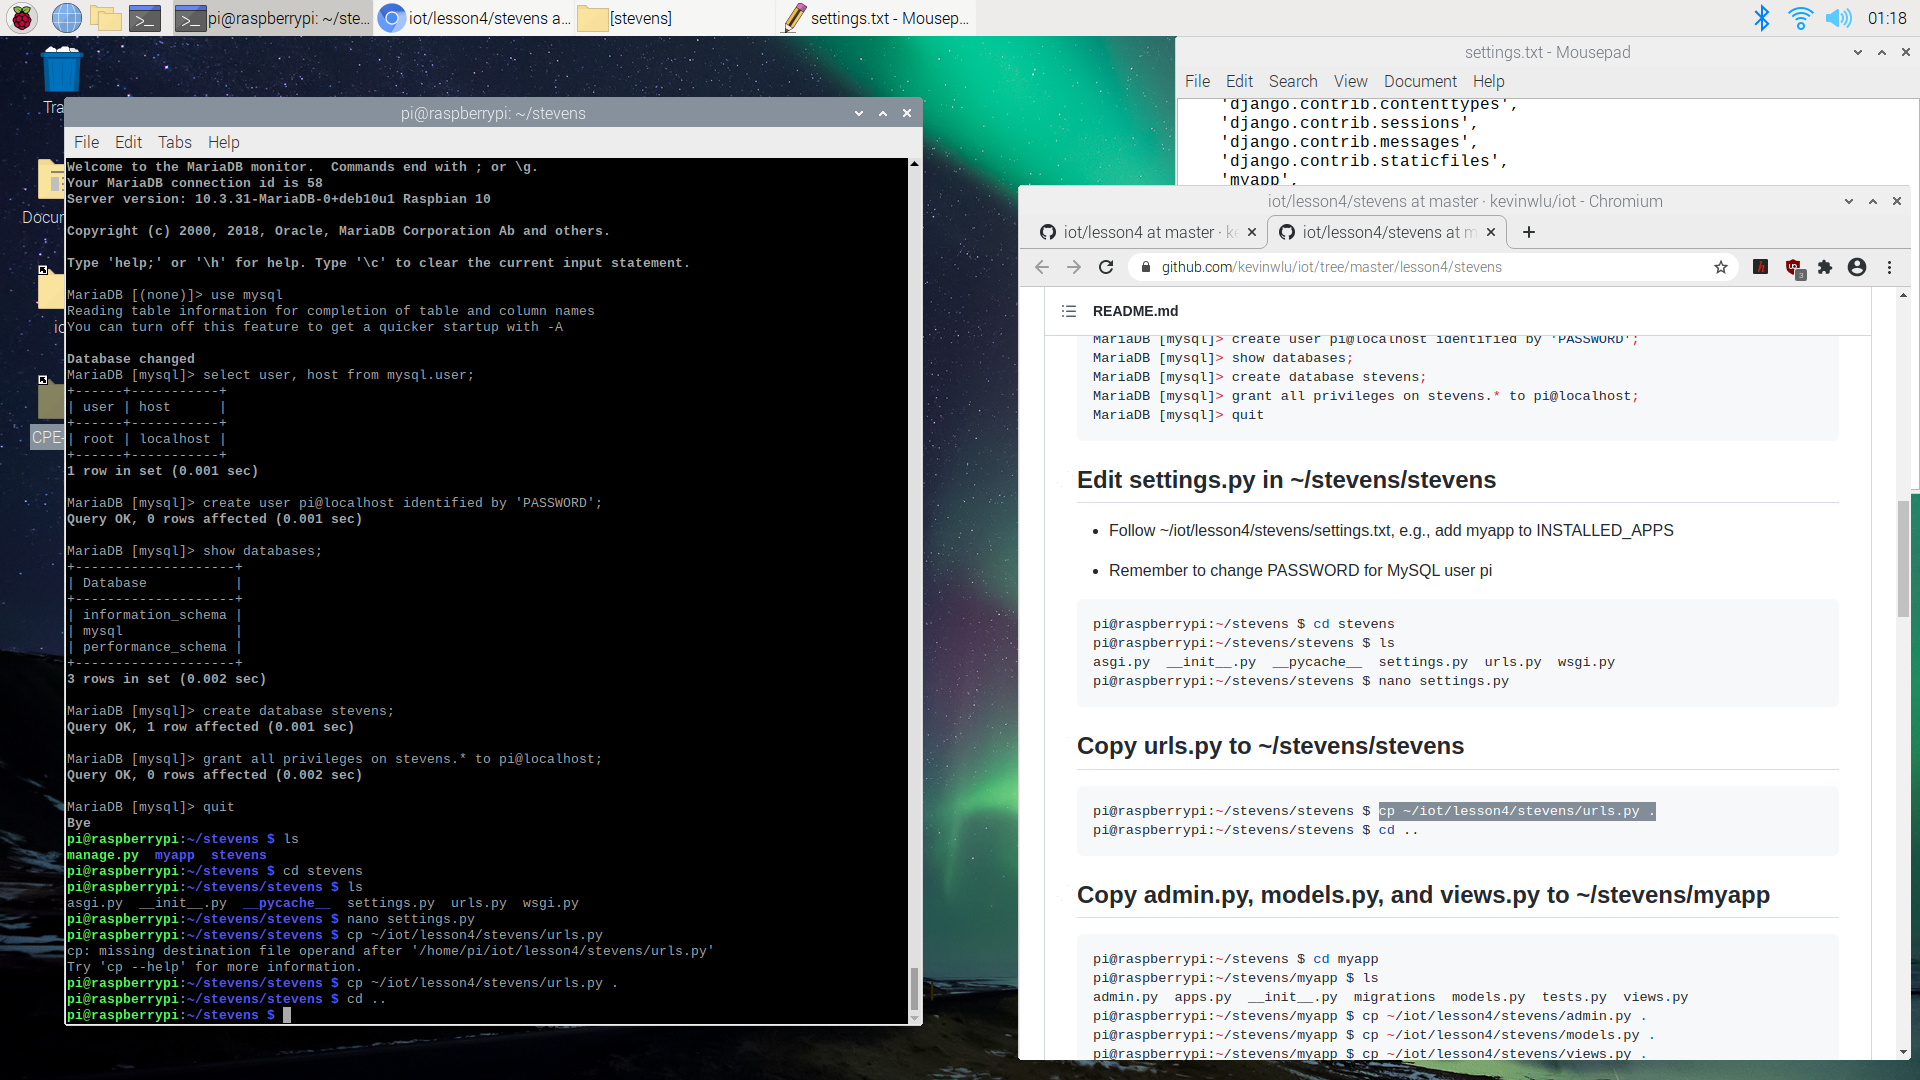 pi@raspberrypi: ~/ste...
iot/lesson4/stevens a...
[stevens]
settings.txt - Mousep...
01:18
Tra
Docum
io
CPE-
pi@raspberrypi: ~/stevens
File Edit Tabs Help
Welcome to the MariaDB monitor.  Commands end with ; or \g.
Your MariaDB connection id is 58
Server version: 10.3.31-MariaDB-0+deb10u1 Raspbian 10
Copyright (c) 2000, 2018, Oracle, MariaDB Corporation Ab and others.
Type 'help;' or '\h' for help. Type '\c' to clear the current input statement.
MariaDB [(none)]> use mysql
Reading table information for completion of table and column names
You can turn off this feature to get a quicker startup with -A
Database changed
MariaDB [mysql]> select user, host from mysql.user;
+------+-----------+
| user | host      |
+------+-----------+
| root | localhost |
+------+-----------+
1 row in set (0.001 sec)
MariaDB [mysql]> create user pi@localhost identified by 'PASSWORD';
Query OK, 0 rows affected (0.001 sec)
MariaDB [mysql]> show databases;
+--------------------+
| Database           |
+--------------------+
| information_schema |
| mysql              |
| performance_schema |
+--------------------+
3 rows in set (0.002 sec)
MariaDB [mysql]> create database stevens;
Query OK, 1 row affected (0.001 sec)
MariaDB [mysql]> grant all privileges on stevens.* to pi@localhost;
Query OK, 0 rows affected (0.002 sec)
MariaDB [mysql]> quit
Bye
pi@raspberrypi:~/stevens $ ls
manage.py  myapp  stevens
pi@raspberrypi:~/stevens $ cd stevens
pi@raspberrypi:~/stevens/stevens $ ls
asgi.py  __init__.py  __pycache__  settings.py  urls.py  wsgi.py
pi@raspberrypi:~/stevens/stevens $ nano settings.py
pi@raspberrypi:~/stevens/stevens $ cp ~/iot/lesson4/stevens/urls.py
cp: missing destination file operand after '/home/pi/iot/lesson4/stevens/urls.py'
Try 'cp --help' for more information.
pi@raspberrypi:~/stevens/stevens $ cp ~/iot/lesson4/stevens/urls.py .
pi@raspberrypi:~/stevens/stevens $ cd ..
pi@raspberrypi:~/stevens $
settings.txt - Mousepad
File Edit Search View Document Help
'django.contrib.contenttypes',
'django.contrib.sessions',
'django.contrib.messages',
'django.contrib.staticfiles',
'myapp',
iot/lesson4/stevens at master · kevinwlu/iot - Chromium
iot/lesson4 at master · ke
iot/lesson4/stevens at m
github.com/kevinwlu/iot/tree/master/lesson4/stevens
3
README.md
MariaDB [mysql]> create user pi@localhost identified by 'PASSWORD';
MariaDB [mysql]> show databases;
MariaDB [mysql]> create database stevens;
MariaDB [mysql]> grant all privileges on stevens.* to pi@localhost;
MariaDB [mysql]> quit
Edit settings.py in ~/stevens/stevens
• Follow ~/iot/lesson4/stevens/settings.txt, e.g., add myapp to INSTALLED_APPS
• Remember to change PASSWORD for MySQL user pi
pi@raspberrypi:~/stevens $ cd stevens
pi@raspberrypi:~/stevens/stevens $ ls
asgi.py  __init__.py  __pycache__  settings.py  urls.py  wsgi.py
pi@raspberrypi:~/stevens/stevens $ nano settings.py
Copy urls.py to ~/stevens/stevens
pi@raspberrypi:~/stevens/stevens $ cp ~/iot/lesson4/stevens/urls.py .
pi@raspberrypi:~/stevens/stevens $ cd ..
Copy admin.py, models.py, and views.py to ~/stevens/myapp
pi@raspberrypi:~/stevens $ cd myapp
pi@raspberrypi:~/stevens/myapp $ ls
admin.py  apps.py  __init__.py  migrations  models.py  tests.py  views.py
pi@raspberrypi:~/stevens/myapp $ cp ~/iot/lesson4/stevens/admin.py .
pi@raspberrypi:~/stevens/myapp $ cp ~/iot/lesson4/stevens/models.py .
pi@raspberrypi:~/stevens/myapp $ cp ~/iot/lesson4/stevens/views.py .